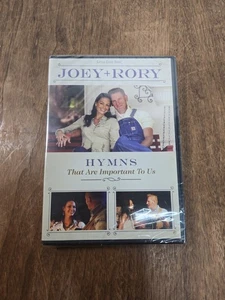 JOEY+RORY
HYMNS
That Are Important To Us